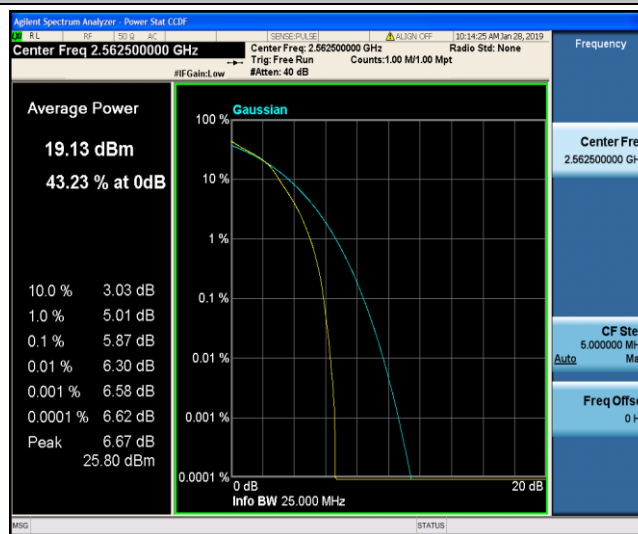 Agilent Spectrum Analyzer - Power Stat CCDF
RL RF 50 Ω AC SENSE:PULSE ALIGN OFF 10:14:25 AM Jan 28, 2019
Center Freq 2.562500000 GHz
Center Freq: 2.562500000 GHz Radio Std: None
Trig: Free Run Counts:1.00 M/1.00 Mpt
#IFGain:Low #Atten: 40 dB
Frequency
Average Power
19.13 dBm
43.23 % at 0dB
10.0 % 3.03 dB
1.0 % 5.01 dB
0.1 % 5.87 dB
0.01 % 6.30 dB
0.001 % 6.58 dB
0.0001 % 6.62 dB
Peak 6.67 dB
25.80 dBm
Gaussian
100 %
10 %
1 %
0.1 %
0.01 %
0.001 %
0.0001 %
0 dB 20 dB
Info BW 25.000 MHz
Center Fre
2.562500000 GH
CF Ste
5.000000 MH
Auto Ma
Freq Offse
0 H
MSG STATUS